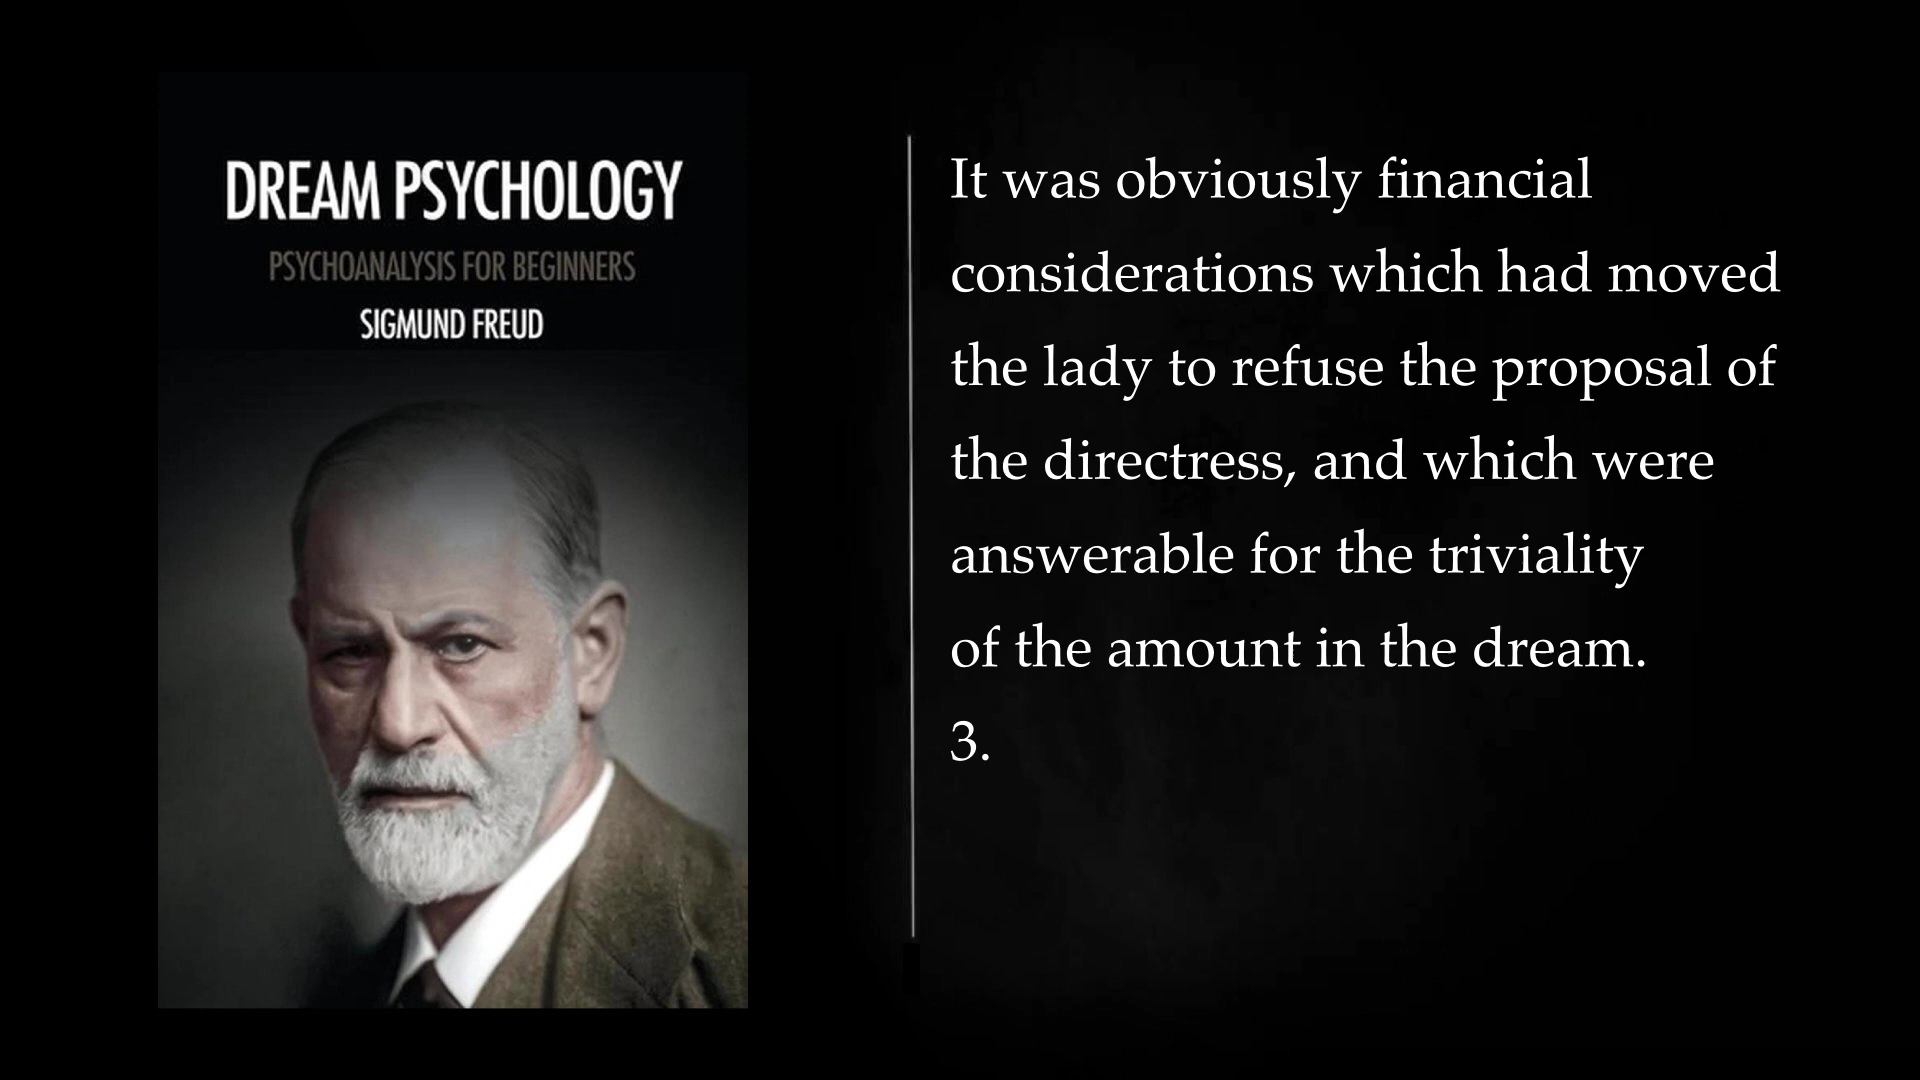 DREAM PSYCHOLOGY
PSYCHOANALYSIS FOR BEGINNERS
SIGMUND FREUD
It was obviously financial
considerations which had moved
the lady to refuse the proposal of
the directress, and which were
answerable for the triviality
of the amount in the dream.
3.